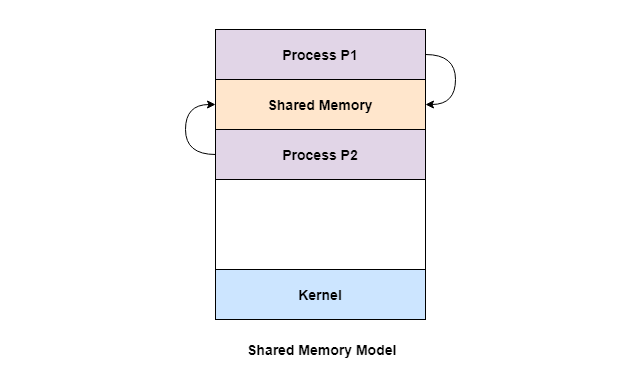 Process P1
Shared Memory
Process P2
Kernel
Shared Memory Model